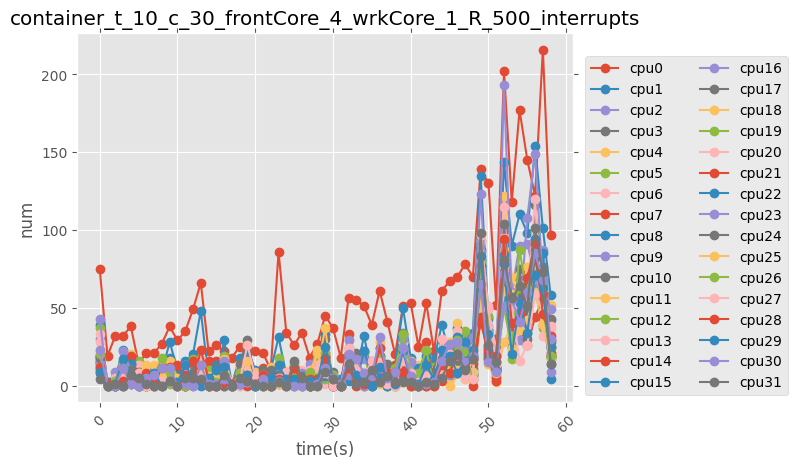 container_t_10_c_30_frontCore_4_wrkCore_1_R_500_interrupts
num
200
150
100
50
0
0
10
20
30
40
50
60
time(s)
cpu0
cpu1
cpu2
cpu3
cpu4
cpu5
cpu6
cpu7
cpu8
cpu9
cpu10
cpu11
cpu12
cpu13
cpu14
cpu15
cpu16
cpu17
cpu18
cpu19
cpu20
cpu21
cpu22
cpu23
cpu24
cpu25
cpu26
cpu27
cpu28
cpu29
cpu30
cpu31